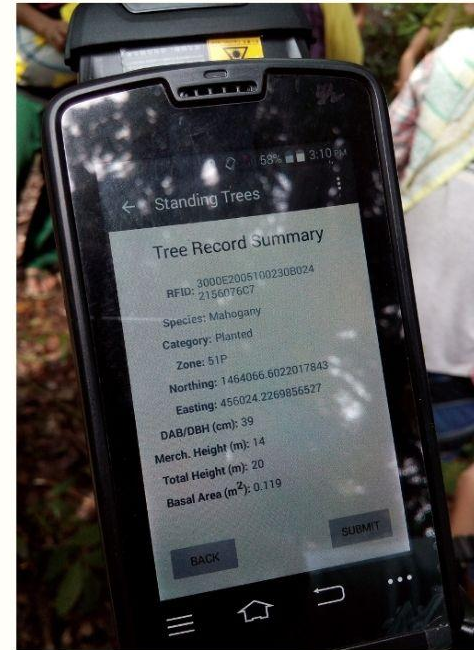 58% 3:10 PM
Standing Trees
Tree Record Summary
RFID: 3000E2005100230B024
2156076C7
Species: Mahogany
Category: Planted
Zone: 51P
Northing: 1464066.6022017843
Easting: 456024.2269856527
DAB/DBH (cm): 39
Merch. Height (m): 14
Total Height (m): 20
Basal Area (m²): 0.119
BACK
SUBMIT